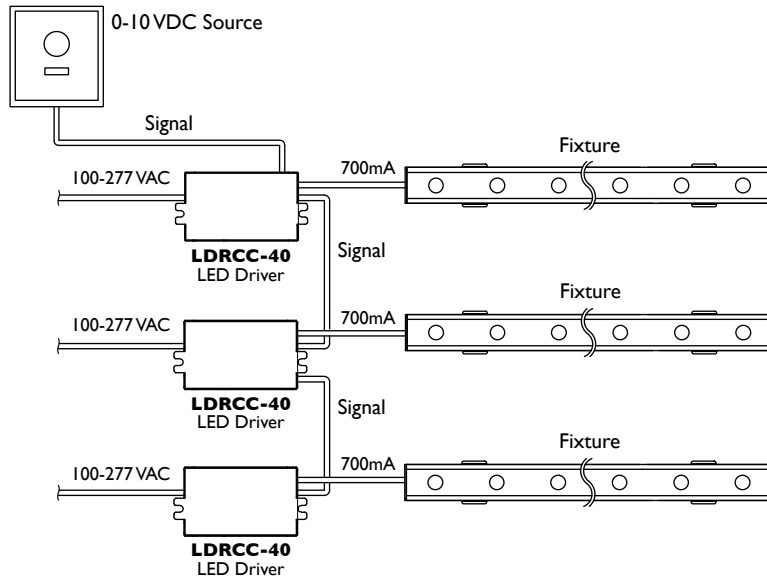 0-10 VDC Source
Signal
Fixture
100-277 VAC
700mA
LDRCC-40
LED Driver
Signal
Fixture
100-277 VAC
700mA
LDRCC-40
LED Driver
Signal
Fixture
100-277 VAC
700mA
LDRCC-40
LED Driver